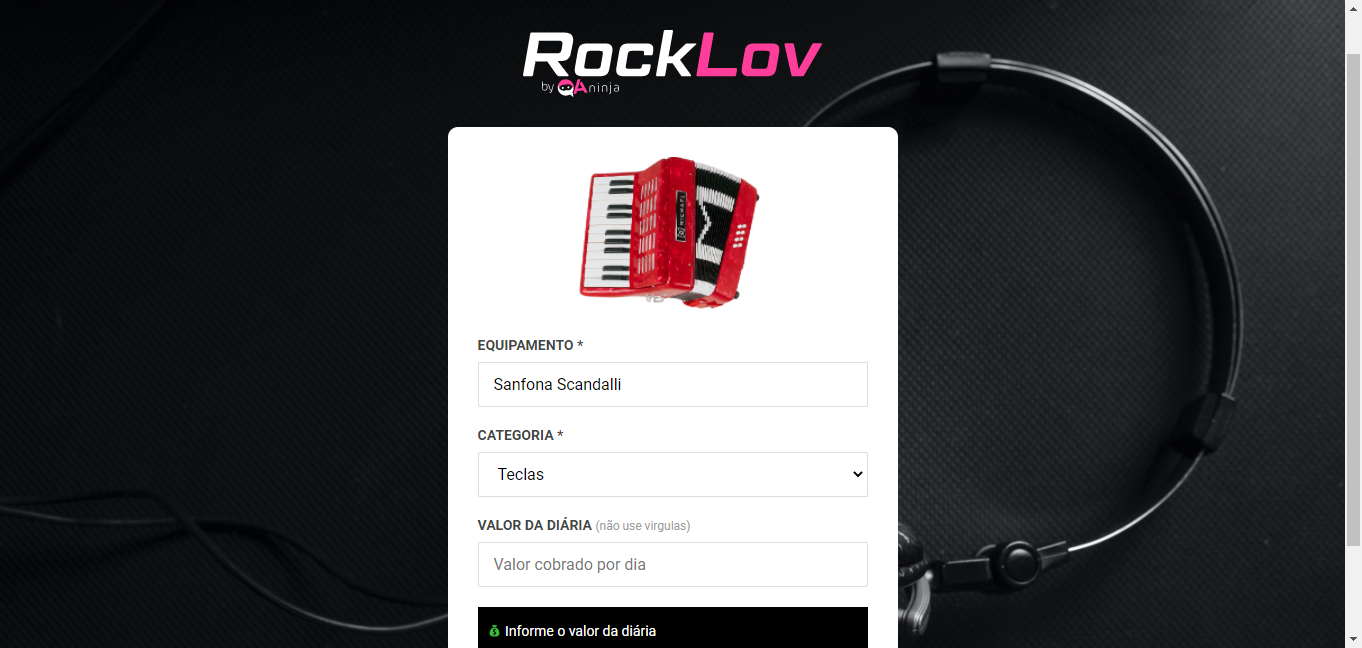 RockLov
by QAninja
MICHAEL
EQUIPAMENTO *
Sanfona Scandalli
CATEGORIA *
Teclas
VALOR DA DIÁRIA (não use virgulas)
Valor cobrado por dia
Informe o valor da diária